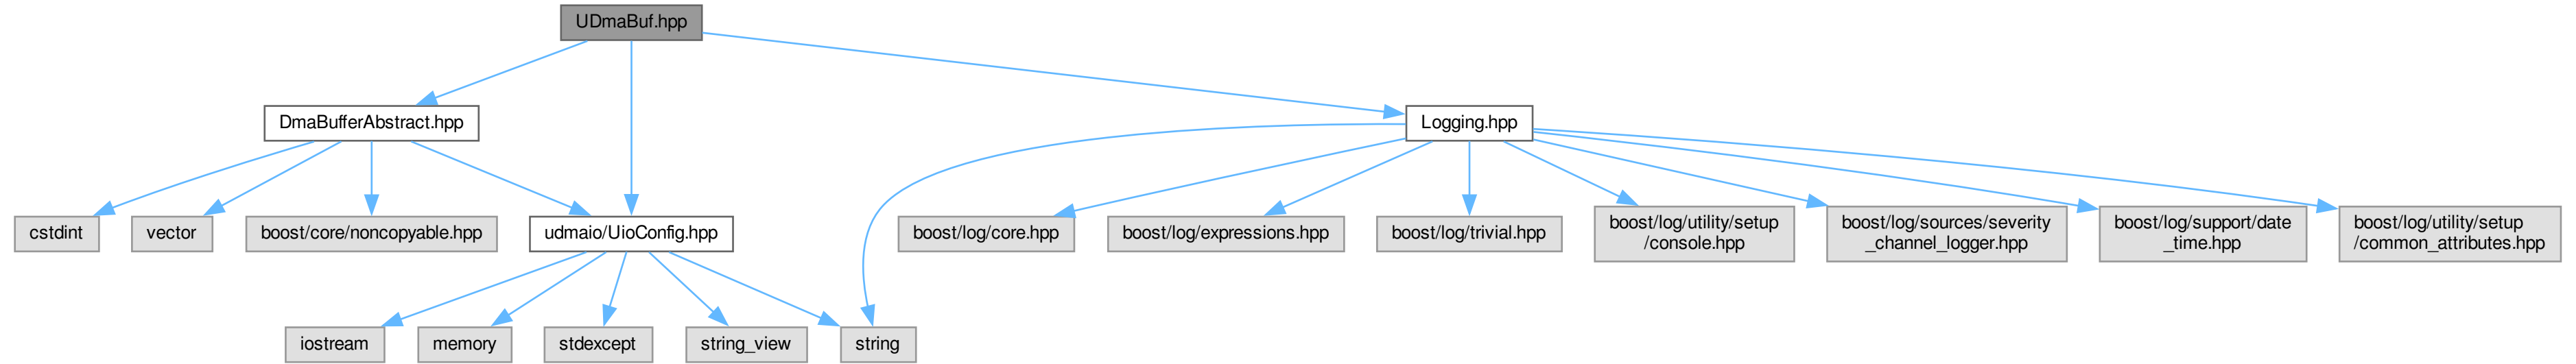 UDmaBuf.hpp
DmaBufferAbstract.hpp
Logging.hpp
cstdint
vector
boost/core/noncopyable.hpp
udmaio/UioConfig.hpp
boost/log/core.hpp
boost/log/expressions.hpp
boost/log/trivial.hpp
boost/log/utility/setup
/console.hpp
boost/log/sources/severity
_channel_logger.hpp
boost/log/support/date
_time.hpp
boost/log/utility/setup
/common_attributes.hpp
iostream
memory
stdexcept
string_view
string